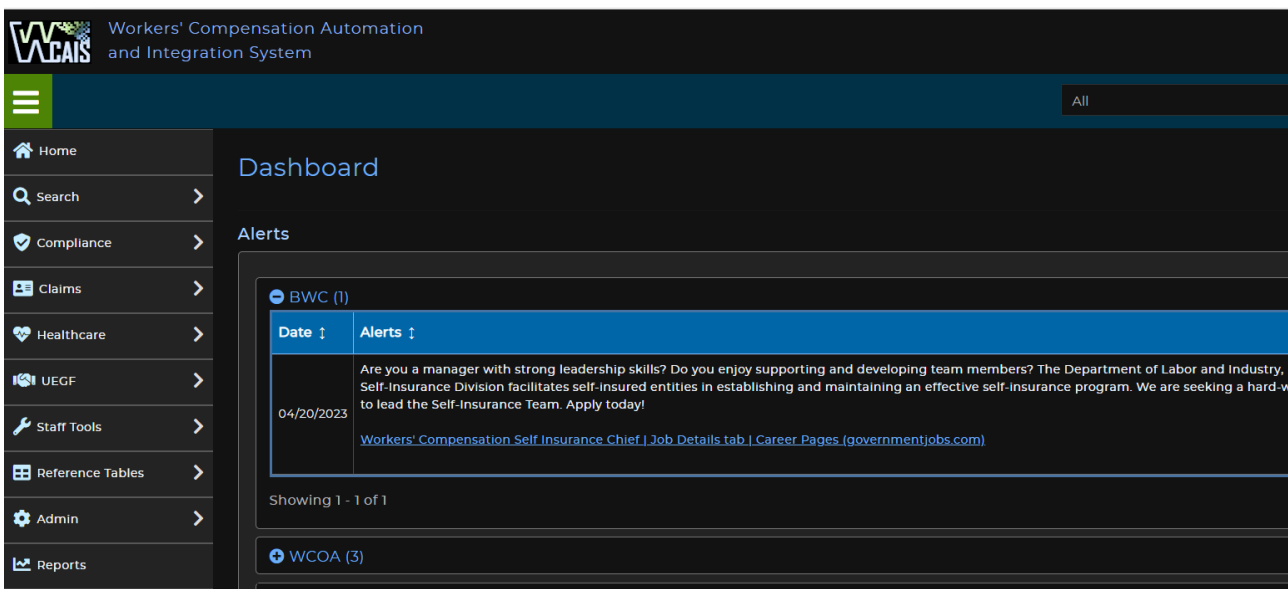 WCAIS
Workers' Compensation Automation
and Integration System
All
Home
Search
Compliance
Claims
Healthcare
UEGF
Staff Tools
Reference Tables
Admin
Reports
Dashboard
Alerts
BWC (1)
Date ↕ Alerts ↕
04/20/2023
Are you a manager with strong leadership skills? Do you enjoy supporting and developing team members? The Department of Labor and Industry,
Self-Insurance Division facilitates self-insured entities in establishing and maintaining an effective self-insurance program. We are seeking a hard-w
to lead the Self-Insurance Team. Apply today!
Workers' Compensation Self Insurance Chief | Job Details tab | Career Pages (governmentjobs.com)
Showing 1 - 1 of 1
WCOA (3)